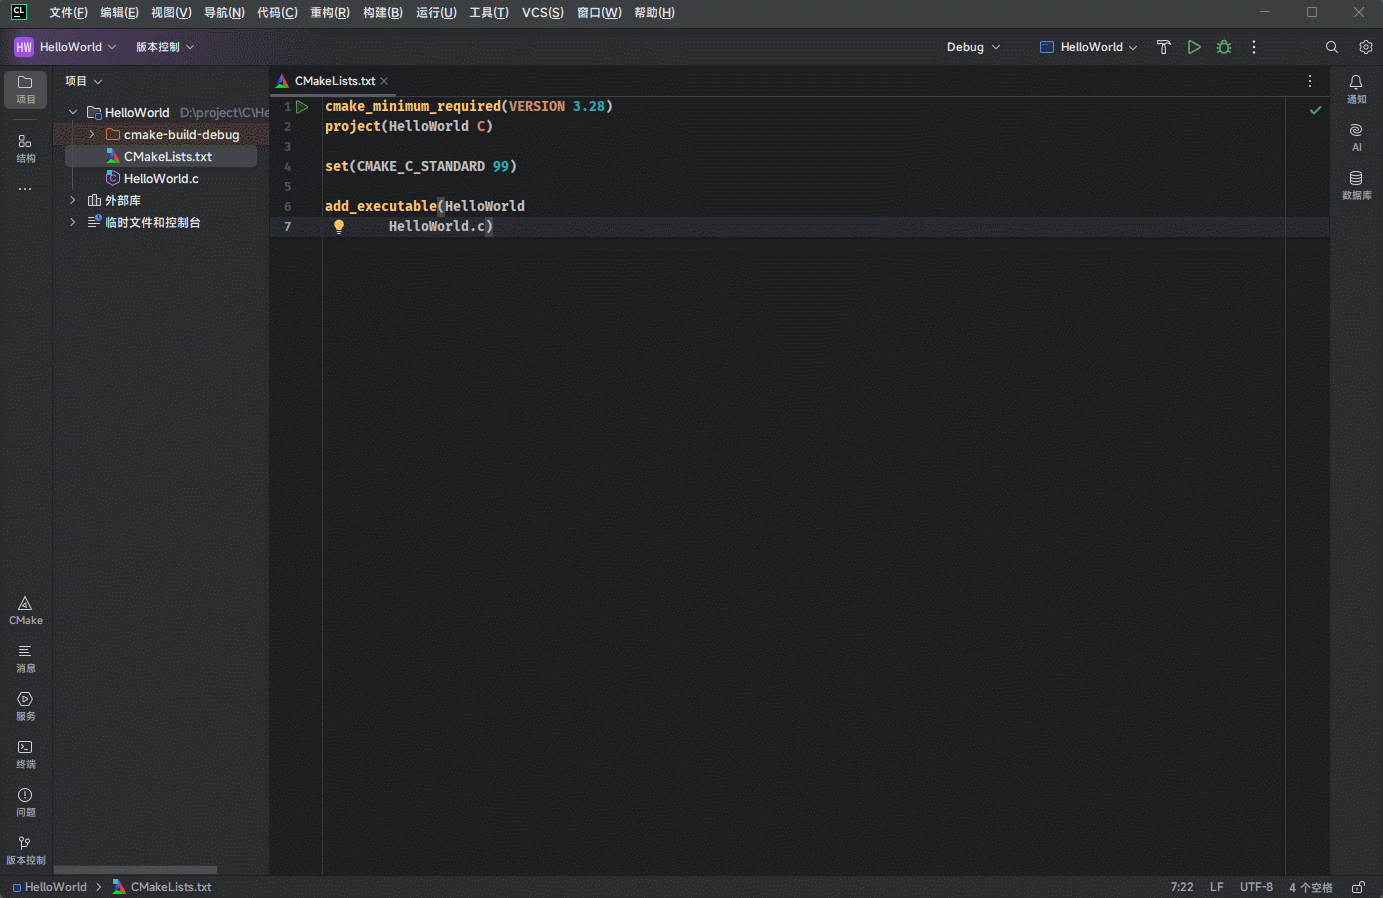 CL 文件(F) 编辑(E) 视图(V) 导航(N) 代码(C) 重构(R) 构建(B) 运行(U) 工具(T) VCS(S) 窗口(W) 帮助(H)
HW HelloWorld 版本控制 Debug HelloWorld
项目
项目
结构
CMake
消息
服务
终端
问题
版本控制
HelloWorld D:\project\C\He
cmake-build-debug
CMakeLists.txt
HelloWorld.c
外部库
临时文件和控制台
CMakeLists.txt
1 cmake_minimum_required(VERSION 3.28)
2 project(HelloWorld C)
3
4 set(CMAKE_C_STANDARD 99)
5
6 add_executable(HelloWorld
7 HelloWorld.c)
通知
AI
数据库
HelloWorld CMakeLists.txt 7:22 LF UTF-8 4 个空格